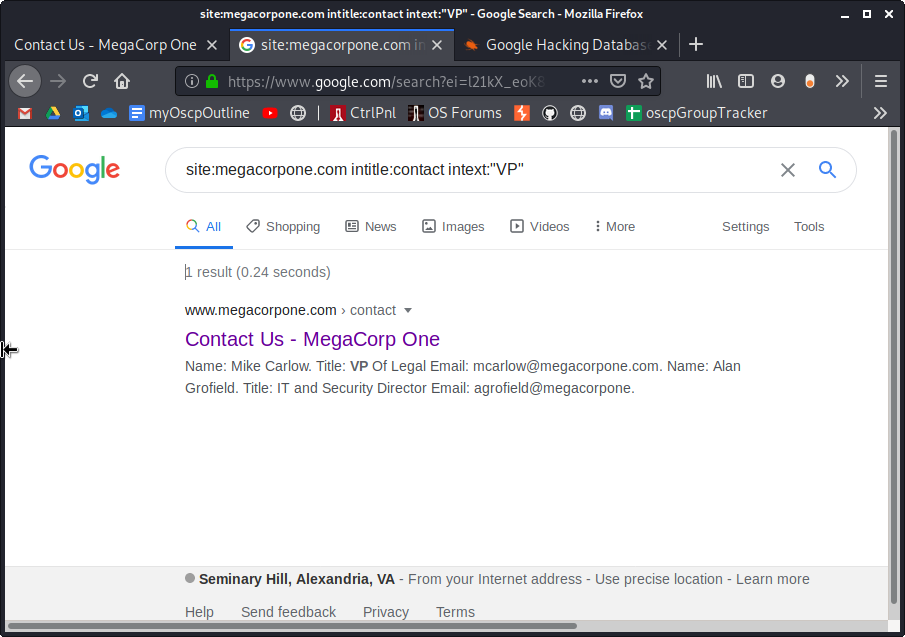 site:megacorpone.com intitle:contact intext:"VP" - Google Search - Mozilla Firefox
Contact Us - MegaCorp One
site:megacorpone.com in
Google Hacking Databas
https://www.google.com/search?ei=l21kX_eoK8
myOscpOutline
CtrlPnl
OS Forums
oscpGroupTracker
Google
site:megacorpone.com intitle:contact intext:"VP"
All
Shopping
News
Images
Videos
More
Settings
Tools
1 result (0.24 seconds)
www.megacorpone.com › contact
Contact Us - MegaCorp One
Name: Mike Carlow. Title: VP Of Legal Email: mcarlow@megacorpone.com. Name: Alan
Grofield. Title: IT and Security Director Email: agrofield@megacorpone.
Seminary Hill, Alexandria, VA - From your Internet address - Use precise location - Learn more
Help
Send feedback
Privacy
Terms